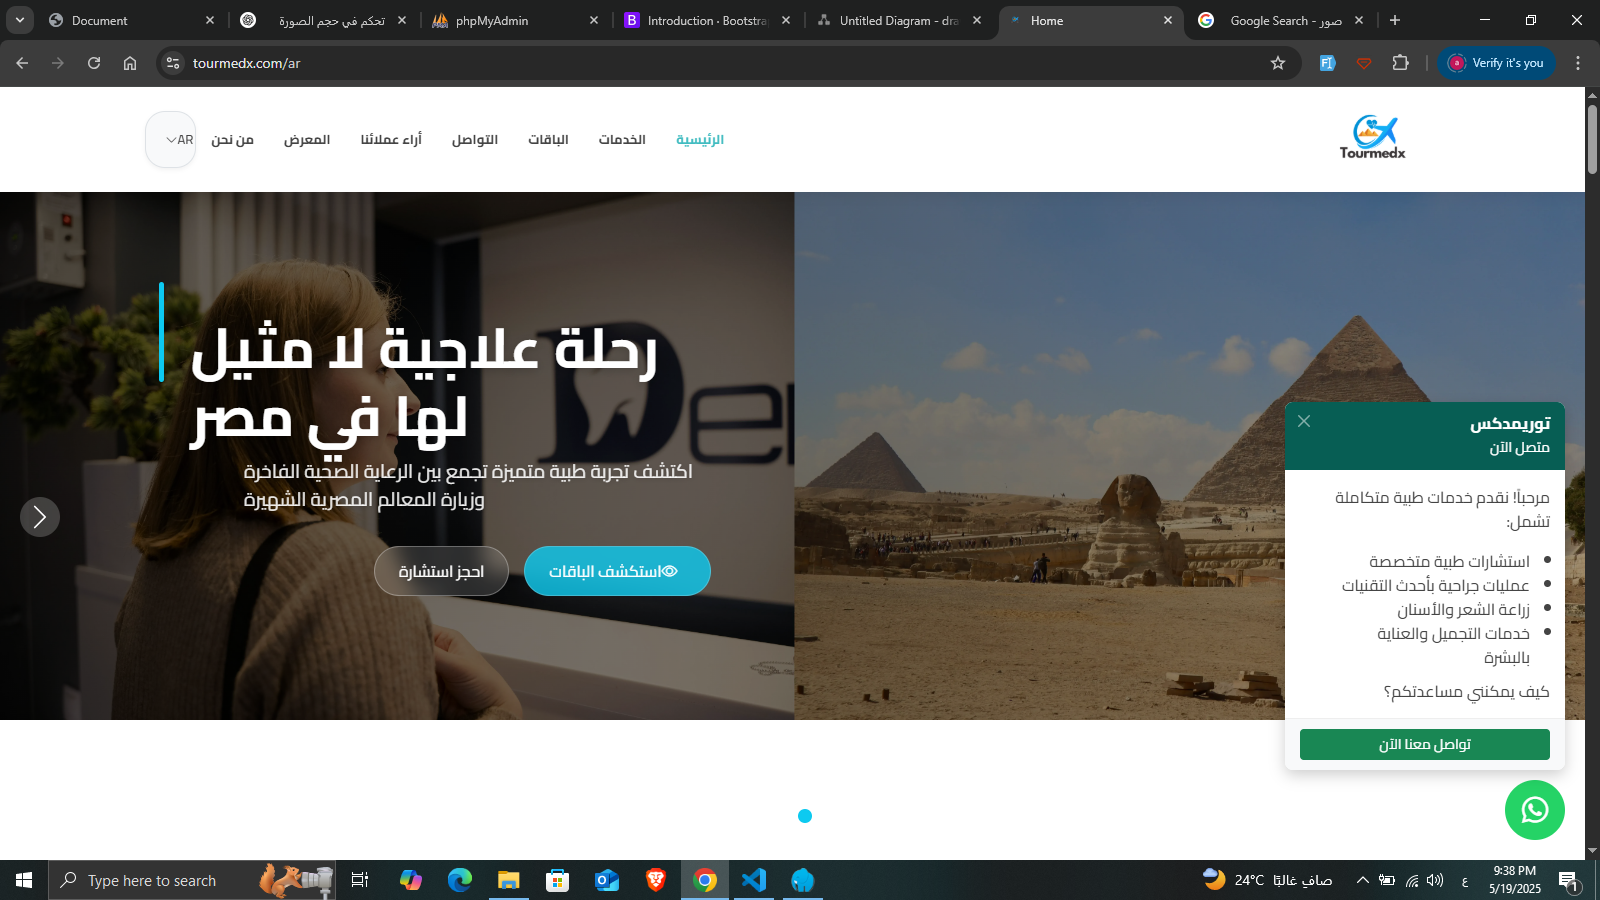 Document
تحكم في حجم الصورة
phpMyAdmin
Introduction · Bootstrap
Untitled Diagram - dra
Home
صور - Google Search
tourmedx.com/ar
Verify it's you
Tourmedx
الرئيسية
الخدمات
الباقات
التواصل
أراء عملائنا
المعرض
من نحن
AR
رحلة علاجية لا مثيل
لها في مصر
اكتشف تجربة طبية متميزة تجمع بين الرعاية الصحية الفاخرة
وزيارة المعالم المصرية الشهيرة
استكشف الباقات
احجز استشارة
De
توريمدكس
متصل الآن
مرحباً! نقدم خدمات طبية متكاملة
تشمل:
استشارات طبية متخصصة
عمليات جراحية بأحدث التقنيات
زراعة الشعر والأسنان
خدمات التجميل والعناية
بالبشرة
كيف يمكنني مساعدتكم؟
تواصل معنا الآن
Type here to search
24°C صافٍ غالبًا
ع
9:38 PM
5/19/2025
1